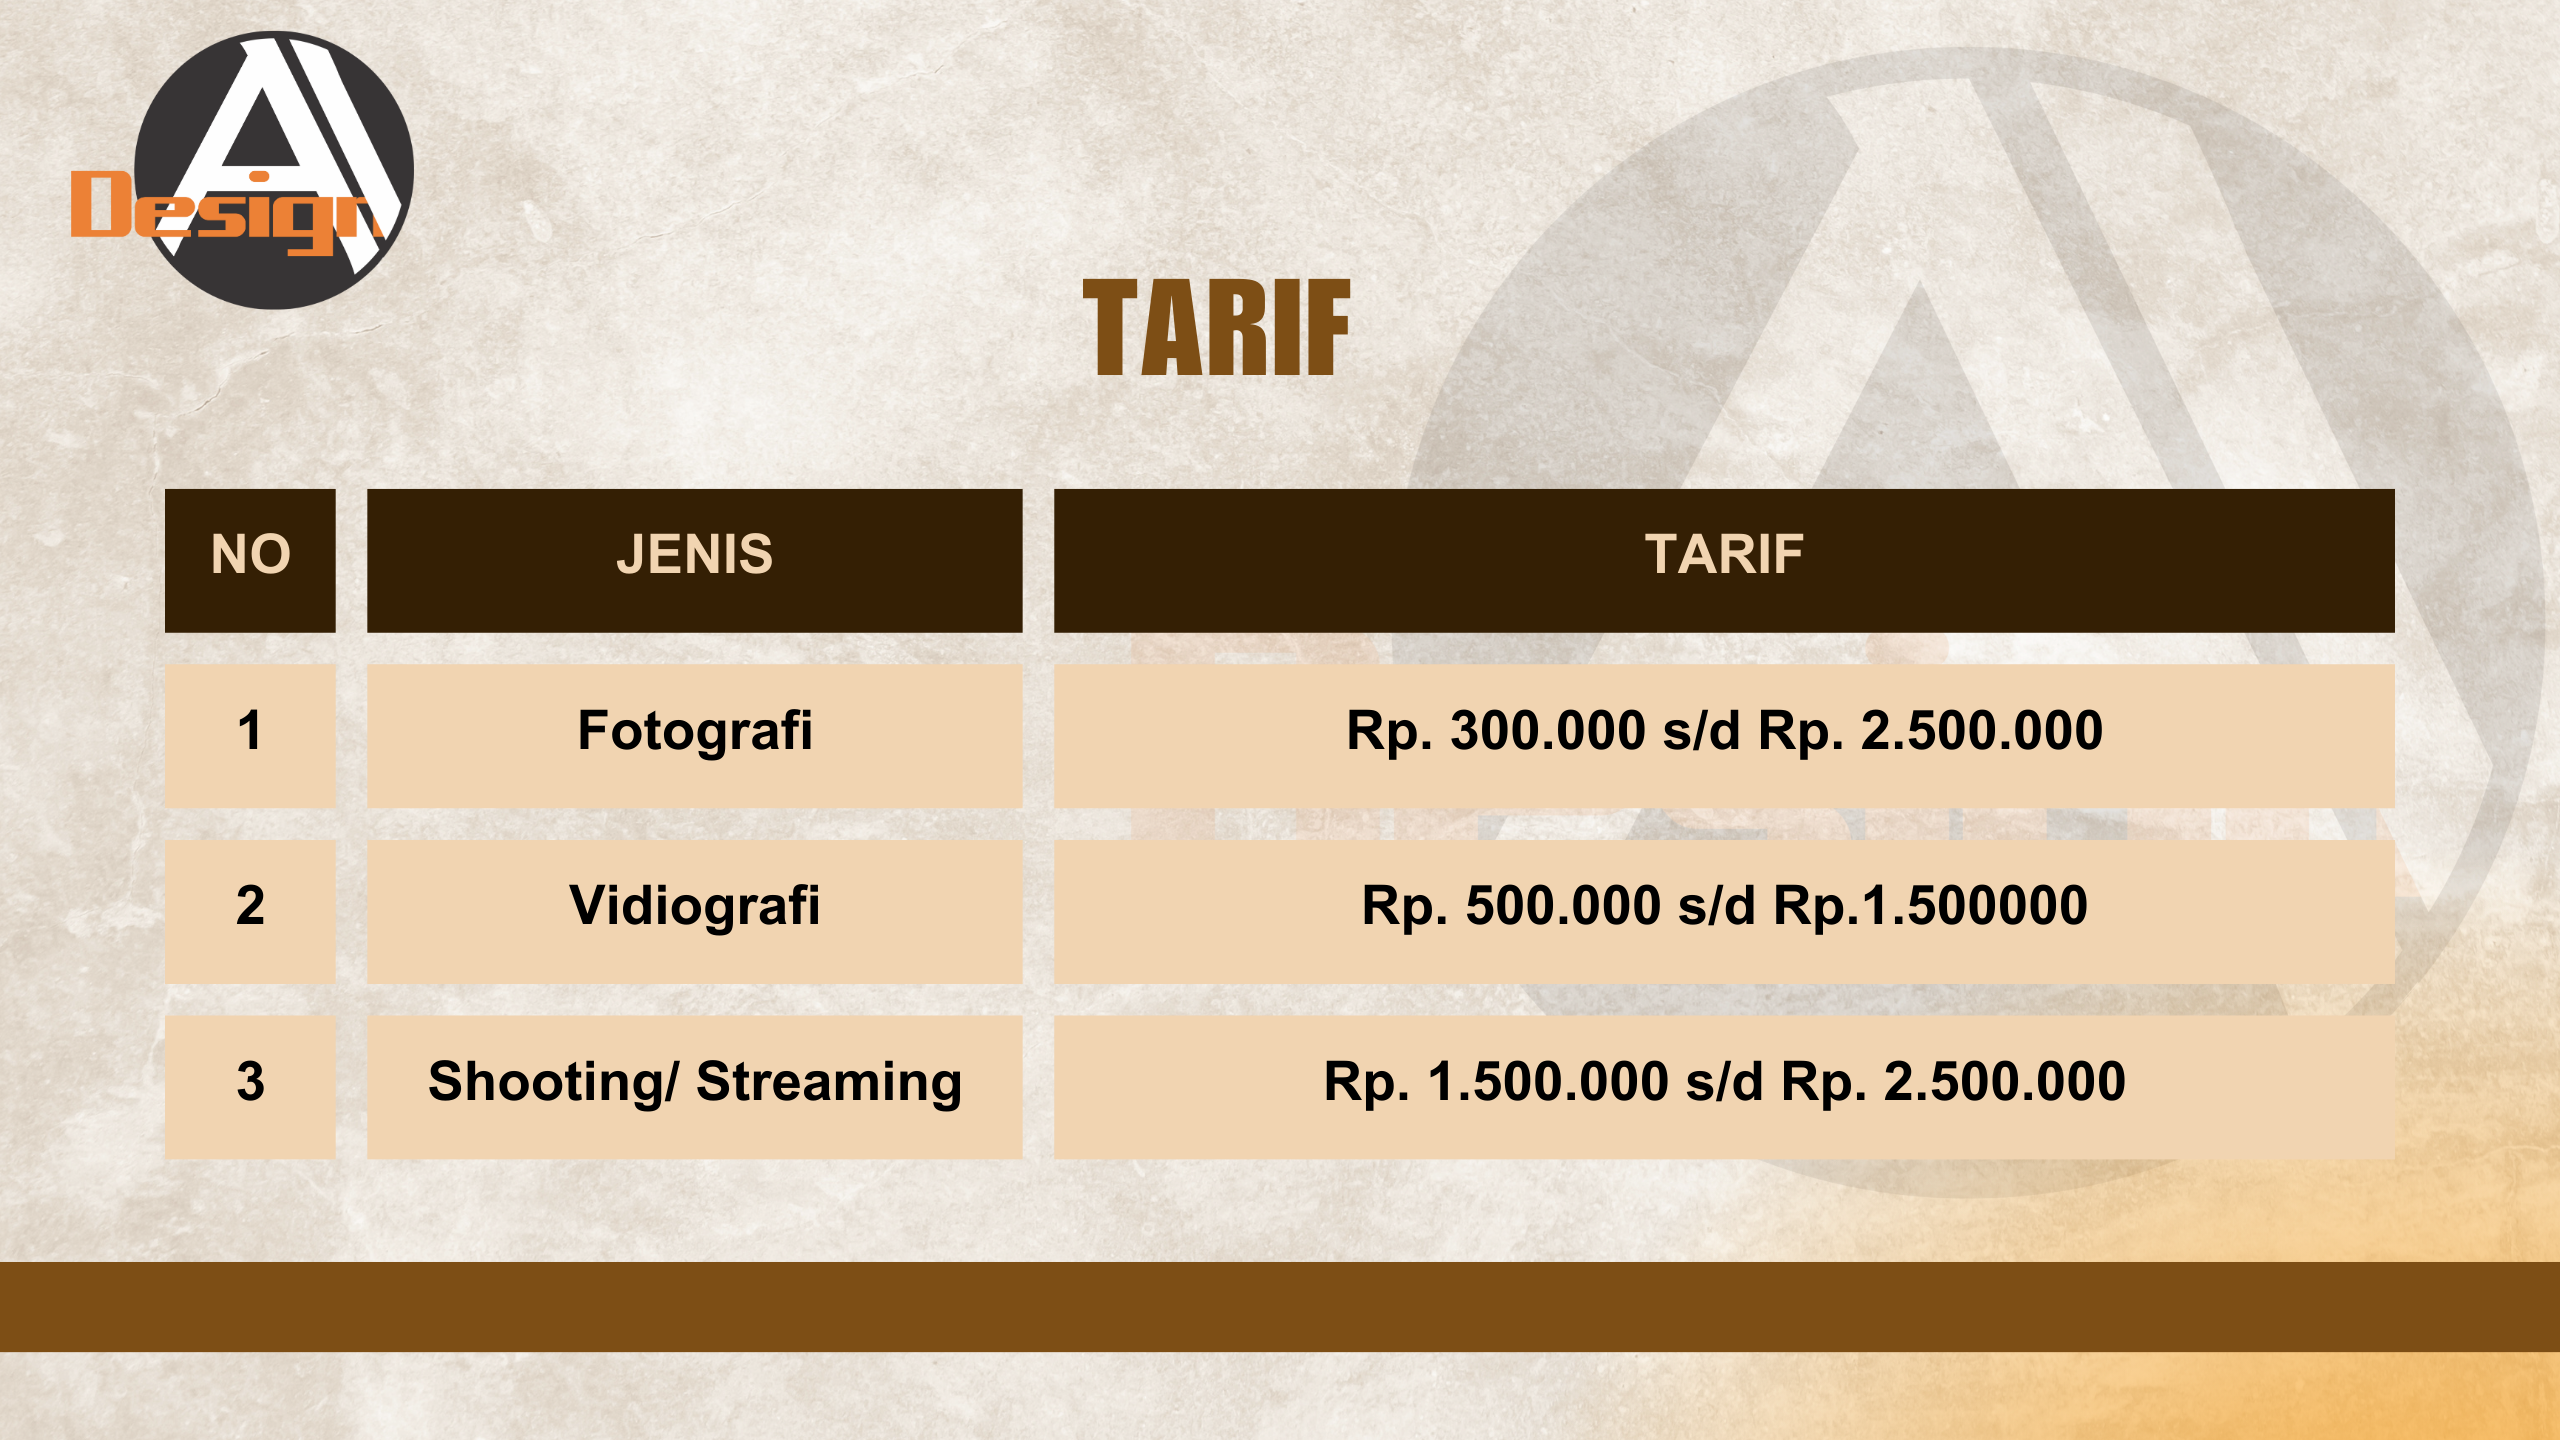 A
Design
TARIF
NO JENIS TARIF
1 Fotografi Rp. 300.000 s/d Rp. 2.500.000
2 Vidiografi Rp. 500.000 s/d Rp.1.500000
3 Shooting/ Streaming Rp. 1.500.000 s/d Rp. 2.500.000